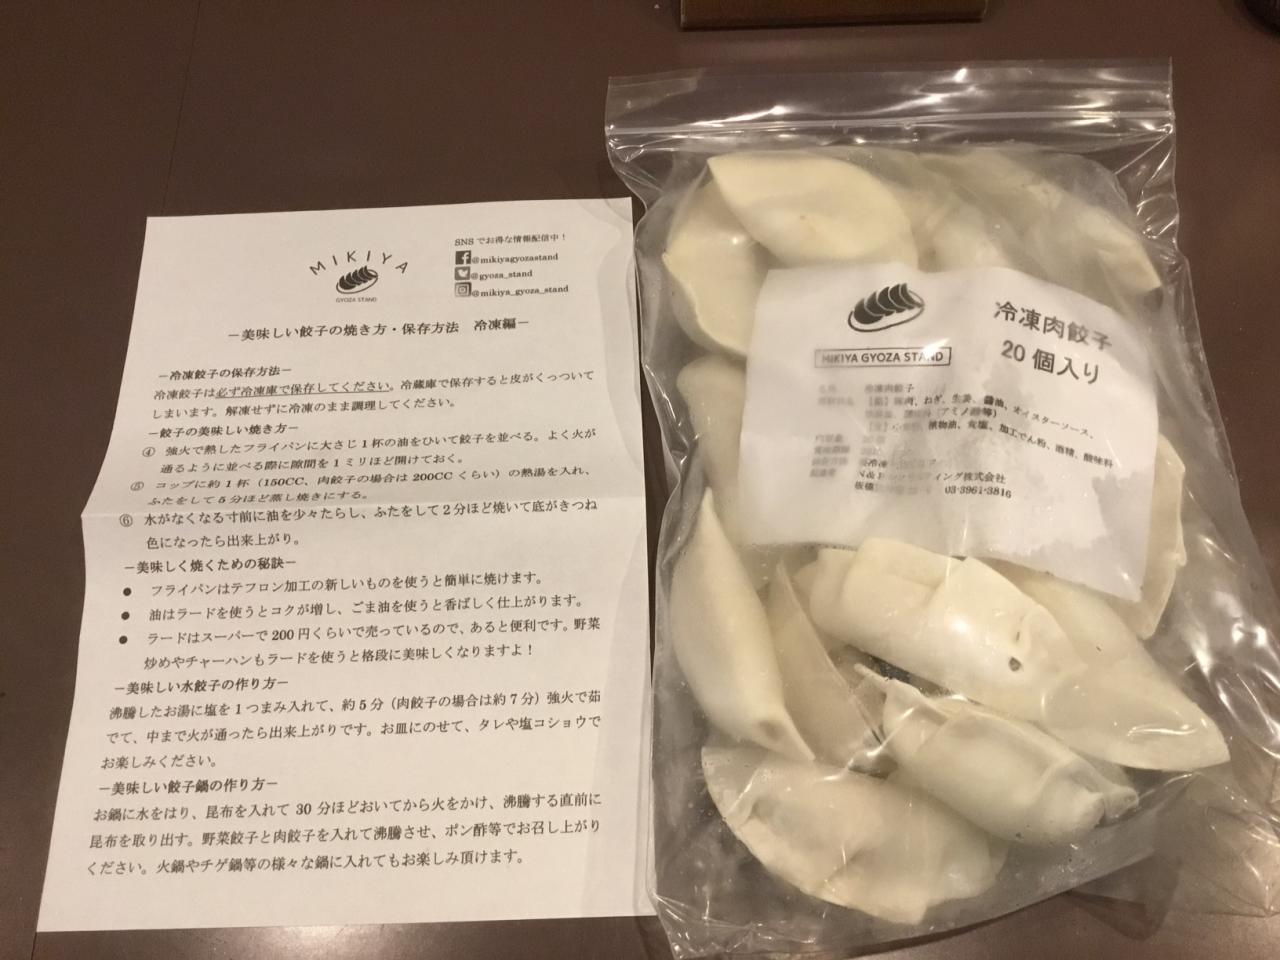 MIKIYA
GYOZA STAND
SNSでお得な情報配信中！
@mikiyagyozastand
@gyoza_stand
@mikiya_gyoza_stand
－美味しい餃子の焼き方・保存方法　冷凍編－
－冷凍餃子の保存方法－
冷凍餃子は必ず冷凍庫で保存してください。冷蔵庫で保存すると皮がくっついて
しまいます。解凍せずに冷凍のまま調理してください。
－餃子の美味しい焼き方－
④ 強火で熱したフライパンに大さじ1杯の油をひいて餃子を並べる。よく火が
通るように並べる際に隙間を1ミリほど開けておく。
⑤ コップに約1杯（150CC、肉餃子の場合は200CCくらい）の熱湯を入れ、
ふたをして5分ほど蒸し焼きにする。
⑥ 水がなくなる寸前に油を少々たらし、ふたをして2分ほど焼いて底がきつね
色になったら出来上がり。
－美味しく焼くための秘訣－
● フライパンはテフロン加工の新しいものを使うと簡単に焼けます。
● 油はラードを使うとコクが増し、ごま油を使うと香ばしく仕上がります。
● ラードはスーパーで200円くらいで売っているので、あると便利です。野菜
炒めやチャーハンもラードを使うと格段に美味しくなりますよ！
－美味しい水餃子の作り方－
沸騰したお湯に塩を1つまみ入れて、約5分（肉餃子の場合は約7分）強火で茹
でて、中まで火が通ったら出来上がりです。お皿にのせて、タレや塩コショウで
お楽しみください。
－美味しい餃子鍋の作り方－
お鍋に水をはり、昆布を入れて30分ほどおいてから火をかけ、沸騰する直前に
昆布を取り出す。野菜餃子と肉餃子を入れて沸騰させ、ポン酢等でお召し上がり
ください。火鍋やチゲ鍋等の様々な鍋に入れてもお楽しみ頂けます。
MIKIYA GYOZA STAND
冷凍肉餃子
20個入り
冷凍肉餃子
豚肉、ねぎ、生姜、醤油、オイスターソース、
（アミノ酸等）
植物油、食塩、加工でん粉、酒精、酸味料
ィング株式会社
板橋
03-3961-3816